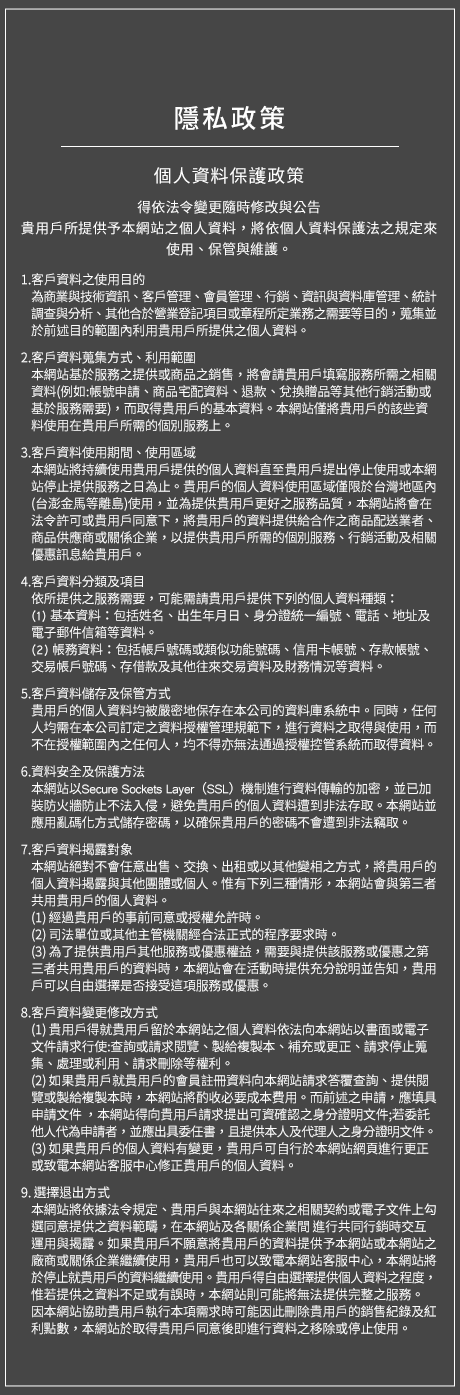 隱私政策
個人資料保護政策
得依法令變更隨時修改與公告
貴用戶所提供予本網站之個人資料，將依個人資料保護法之規定來
使用、保管與維護。
1.客戶資料之使用目的
為商業與技術資訊、客戶管理、會員管理、行銷、資訊與資料庫管理、統計
調查與分析、其他合於營業登記項目或章程所定業務之需要等目的，蒐集並
於前述目的範圍內利用貴用戶所提供之個人資料。
2.客戶資料蒐集方式、利用範圍
本網站基於服務之提供或商品之銷售，將會請貴用戶填寫服務所需之相關
資料(例如:帳號申請、商品宅配資料、退款、兌換贈品等其他行銷活動或
基於服務需要)，而取得貴用戶的基本資料。本網站僅將貴用戶的該些資
料使用在貴用戶所需的個別服務上。
3.客戶資料使用期間、使用區域
本網站將持續使用貴用戶提供的個人資料直至貴用戶提出停止使用或本網
站停止提供服務之日為止。貴用戶的個人資料使用區域僅限於台灣地區內
(台澎金馬等離島)使用，並為提供貴用戶更好之服務品質，本網站將會在
法令許可或貴用戶同意下，將貴用戶的資料提供給合作之商品配送業者、
商品供應商或關係企業，以提供貴用戶所需的個別服務、行銷活動及相關
優惠訊息給貴用戶。
4.客戶資料分類及項目
依所提供之服務需要，可能需請貴用戶提供下列的個人資料種類：
(1) 基本資料：包括姓名、出生年月日、身分證統一編號、電話、地址及
電子郵件信箱等資料。
(2) 帳務資料：包括帳戶號碼或類似功能號碼、信用卡帳號、存款帳號、
交易帳戶號碼、存借款及其他往來交易資料及財務情況等資料。
5.客戶資料儲存及保管方式
貴用戶的個人資料均被嚴密地保存在本公司的資料庫系統中。同時，任何
人均需在本公司訂定之資料授權管理規範下，進行資料之取得與使用，而
不在授權範圍內之任何人，均不得亦無法通過授權控管系統而取得資料。
6.資料安全及保護方法
本網站以Secure Sockets Layer（SSL）機制進行資料傳輸的加密，並已加
裝防火牆防止不法入侵，避免貴用戶的個人資料遭到非法存取。本網站並
應用亂碼化方式儲存密碼，以確保貴用戶的密碼不會遭到非法竊取。
7.客戶資料揭露對象
本網站絕對不會任意出售、交換、出租或以其他變相之方式，將貴用戶的
個人資料揭露與其他團體或個人。惟有下列三種情形，本網站會與第三者
共用貴用戶的個人資料。
(1) 經過貴用戶的事前同意或授權允許時。
(2) 司法單位或其他主管機關經合法正式的程序要求時。
(3) 為了提供貴用戶其他服務或優惠權益，需要與提供該服務或優惠之第
三者共用貴用戶的資料時，本網站會在活動時提供充分說明並告知，貴用
戶可以自由選擇是否接受這項服務或優惠。
8.客戶資料變更修改方式
(1) 貴用戶得就貴用戶留於本網站之個人資料依法向本網站以書面或電子
文件請求行使:查詢或請求閱覽、製給複製本、補充或更正、請求停止蒐
集、處理或利用、請求刪除等權利。
(2) 如果貴用戶就貴用戶的會員註冊資料向本網站請求答覆查詢、提供閱
覽或製給複製本時，本網站將酌收必要成本費用。而前述之申請，應填具
申請文件 ，本網站得向貴用戶請求提出可資確認之身分證明文件;若委託
他人代為申請者，並應出具委任書，且提供本人及代理人之身分證明文件。
(3) 如果貴用戶的個人資料有變更，貴用戶可自行於本網站網頁進行更正
或致電本網站客服中心修正貴用戶的個人資料。
9. 選擇退出方式
本網站將依據法令規定、貴用戶與本網站往來之相關契約或電子文件上勾
選同意提供之資料範疇，在本網站及各關係企業間 進行共同行銷時交互
運用與揭露。如果貴用戶不願意將貴用戶的資料提供予本網站或本網站之
廠商或關係企業繼續使用，貴用戶也可以致電本網站客服中心，本網站將
於停止就貴用戶的資料繼續使用。貴用戶得自由選擇提供個人資料之程度，
惟若提供之資料不足或有誤時，本網站則可能將無法提供完整之服務。
因本網站協助貴用戶執行本項需求時可能因此刪除貴用戶的銷售紀錄及紅
利點數，本網站於取得貴用戶同意後即進行資料之移除或停止使用。